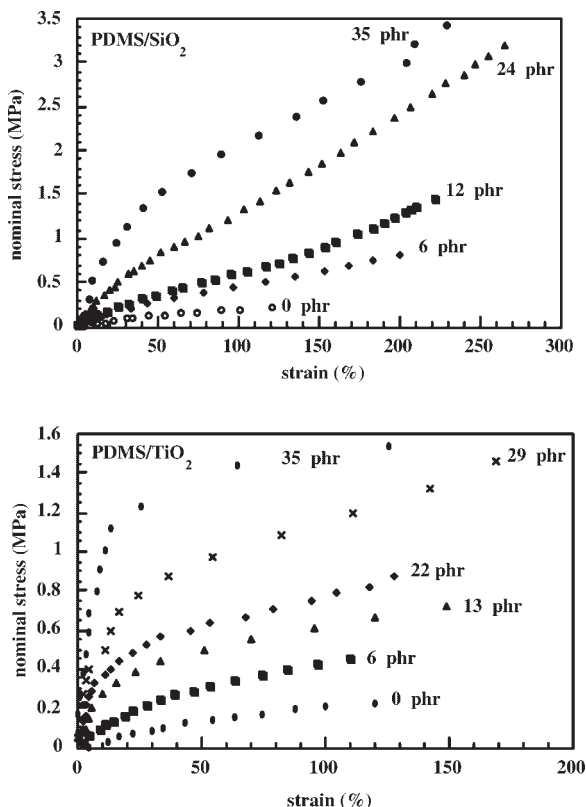 3.5
PDMS/SiO2
35 phr
3
24 phr
2.5
2
nominal stress (MPa)
1.5
12 phr
1
6 phr
0.5
0 phr
0
0 50 100 150 200 250 300
strain (%)
1.6
PDMS/TiO2
35 phr
29 phr
1.4
1.2
1
nominal stress (MPa)
22 phr
0.8
13 phr
0.6
6 phr
0.4
0 phr
0.2
0
0 50 100 150 200
strain (%)